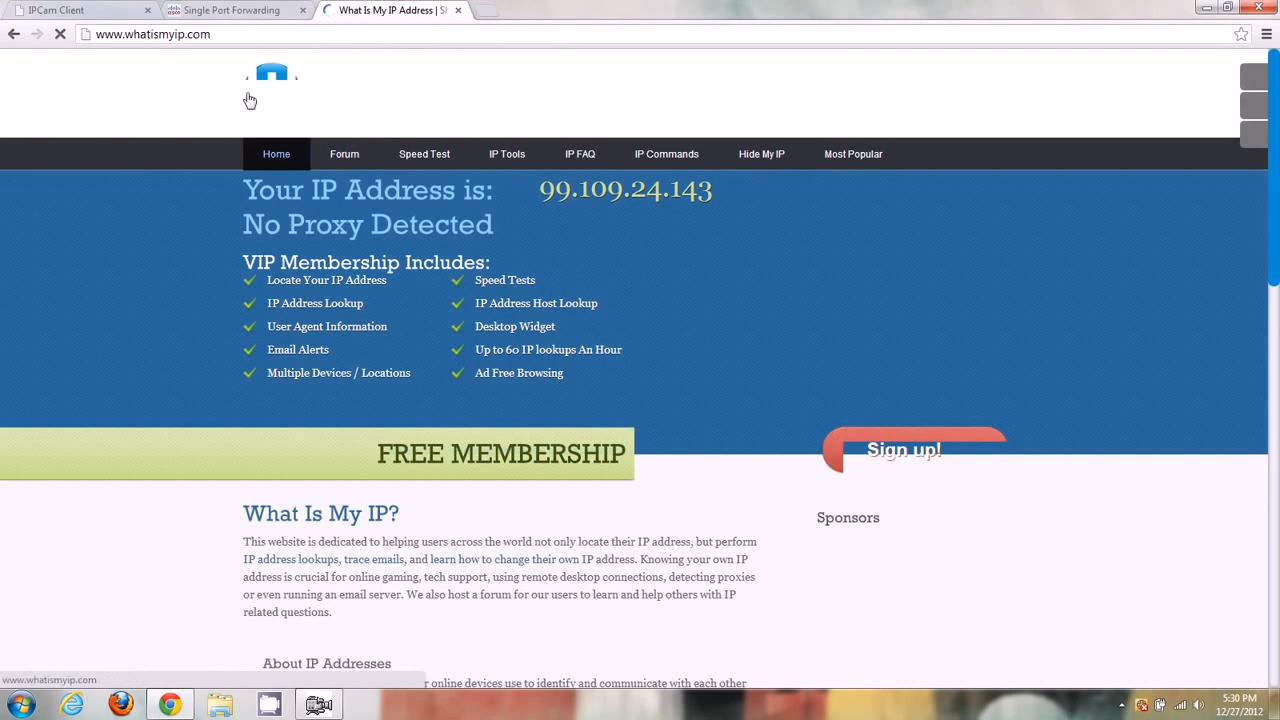 IPCam Client
Single Port Forwarding
What Is My IP Address | S
www.whatismyip.com
Home Forum Speed Test IP Tools IP FAQ IP Commands Hide My IP Most Popular
Your IP Address is: 99.109.24.143
No Proxy Detected
VIP Membership Includes:
Locate Your IP Address Speed Tests
IP Address Lookup IP Address Host Lookup
User Agent Information Desktop Widget
Email Alerts Up to 60 IP lookups An Hour
Multiple Devices / Locations Ad Free Browsing
FREE MEMBERSHIP
Sign up!
What Is My IP?
Sponsors
This website is dedicated to helping users across the world not only locate their IP address, but perform
IP address lookups, trace emails, and learn how to change their own IP address. Knowing your own IP
address is crucial for online gaming, tech support, using remote desktop connections, detecting proxies
or even running an email server. We also host a forum for our users to learn and help others with IP
related questions.
About IP Addresses
r online devices use to identify and communicate with each other
www.whatismyip.com
5:30 PM
12/27/2012